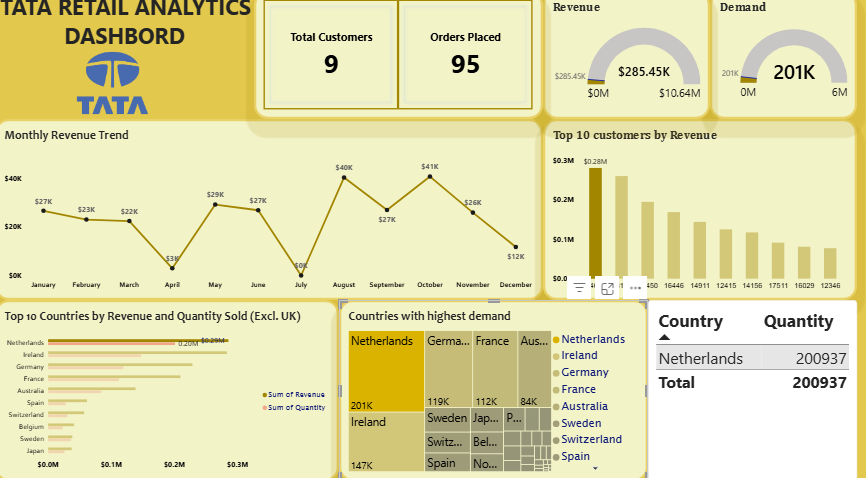 TATA RETAIL ANALYTICS
DASHBORD
TATA
Total Customers
9
Orders Placed
95
Revenue
$285.45K
$285.45K
$0M
$10.64M
Demand
201K
201K
0M
6M
Monthly Revenue Trend
$40K
$20K
$0K
$27K
$23K
$22K
$3K
$29K
$27K
$0K
$40K
$27K
$41K
$26K
$12K
January
February
March
April
May
June
July
August
September
October
November
December
Top 10 customers by Revenue
$0.3M
$0.2M
$0.1M
$0.28M
16446
14911
12415
14156
17511
16029
12346
Top 10 Countries by Revenue and Quantity Sold (Excl. UK)
Netherlands
Ireland
Germany
France
Australia
Spain
Switzerland
Belgium
Sweden
Japan
0.20M
$0.29M
Sum of Revenue
Sum of Quantity
$0.0M
$0.1M
$0.2M
$0.3M
Countries with highest demand
Netherlands
201K
Ireland
147K
Germa...
119K
France
112K
Aus...
84K
Sweden
Jap...
P...
Switz...
Bel...
Spain
No...
Netherlands
Ireland
Germany
France
Australia
Sweden
Switzerland
Spain
Country Quantity
Netherlands 200937
Total 200937